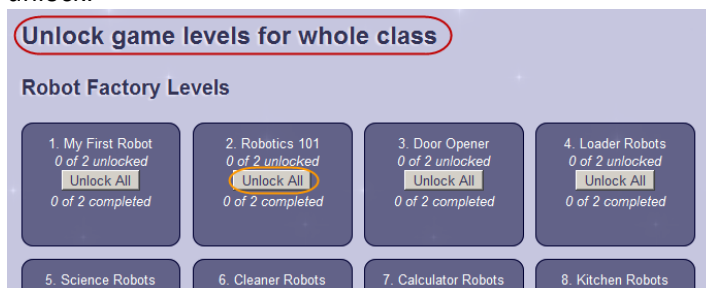 unlock.
Unlock game levels for whole class
Robot Factory Levels
1. My First Robot
0 of 2 unlocked
Unlock All
0 of 2 completed
2. Robotics 101
0 of 2 unlocked
Unlock All
0 of 2 completed
3. Door Opener
0 of 2 unlocked
Unlock All
0 of 2 completed
4. Loader Robots
0 of 2 unlocked
Unlock All
0 of 2 completed
5. Science Robots
6. Cleaner Robots
7. Calculator Robots
8. Kitchen Robots